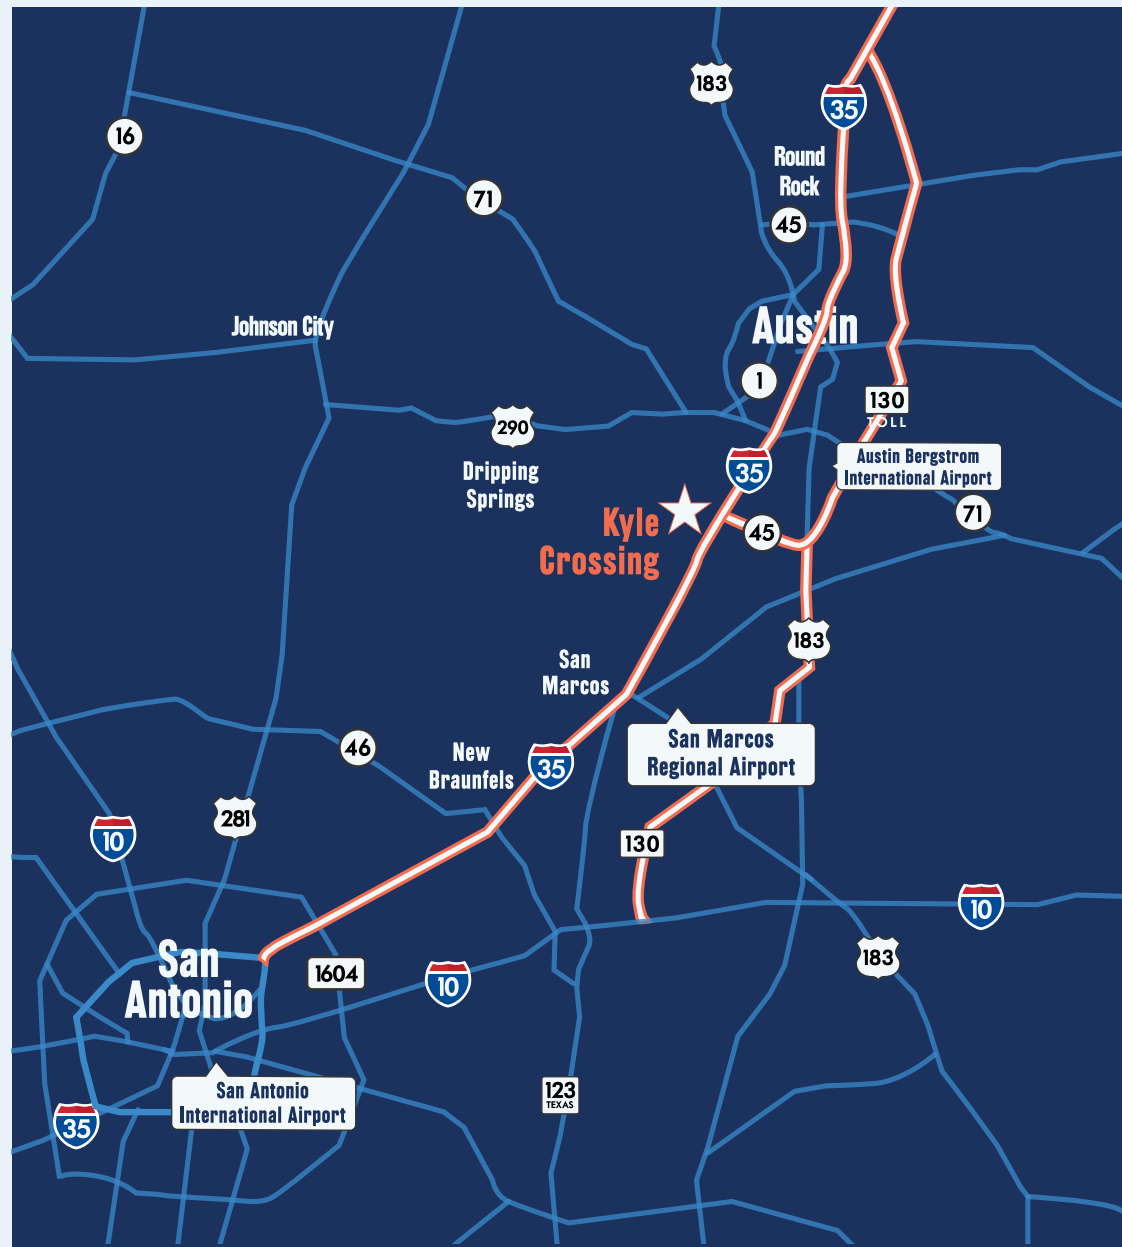 183
35
16
Round
Rock
71
45
Johnson City
Austin
1
130
TOLL
290
Austin Bergstrom
International Airport
35
Dripping
Springs
71
Kyle
Crossing
45
183
San
Marcos
San Marcos
Regional Airport
46
New
Braunfels
35
281
10
130
10
San
Antonio
183
1604
10
San Antonio
International Airport
123
TEXAS
35